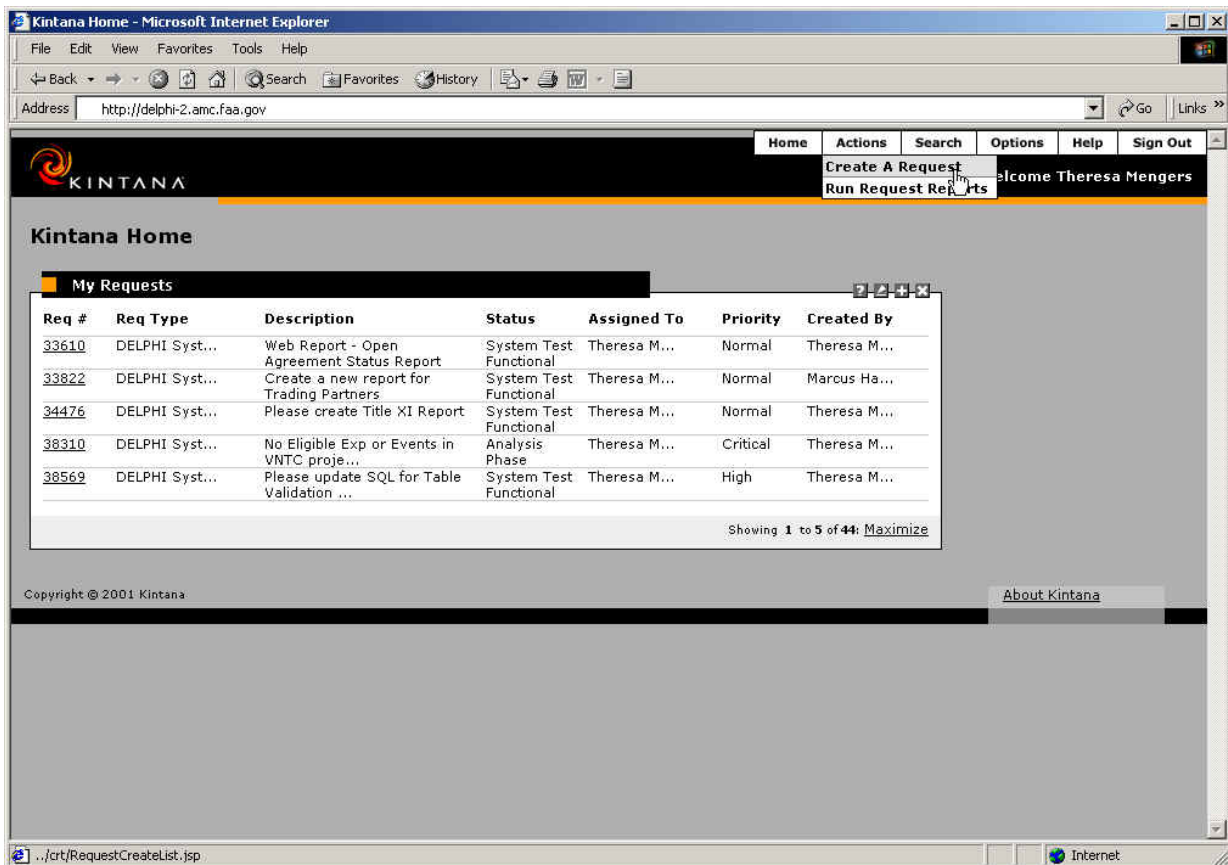 Kintana Home - Microsoft Internet Explorer
File Edit View Favorites Tools Help
Back Search Favorites History
Address http://delphi-2.amc.faa.gov Go Links »
Home Actions Search Options Help Sign Out
KINTANA
Create A Request
Run Request Reports
elcome Theresa Mengers
Kintana Home
My Requests
Req # Req Type Description Status Assigned To Priority Created By
33610 DELPHI Syst... Web Report - Open System Test Theresa M... Normal Theresa M...
Agreement Status Report Functional
33822 DELPHI Syst... Create a new report for System Test Theresa M... Normal Marcus Ha...
Trading Partners Functional
34476 DELPHI Syst... Please create Title XI Report System Test Theresa M... Normal Theresa M...
Functional
38310 DELPHI Syst... No Eligible Exp or Events in Analysis Theresa M... Critical Theresa M...
VNTC proje... Phase
38569 DELPHI Syst... Please update SQL for Table System Test Theresa M... High Theresa M...
Validation ... Functional
Showing 1 to 5 of 44: Maximize
Copyright © 2001 Kintana
About Kintana
../crt/RequestCreateList.jsp Internet